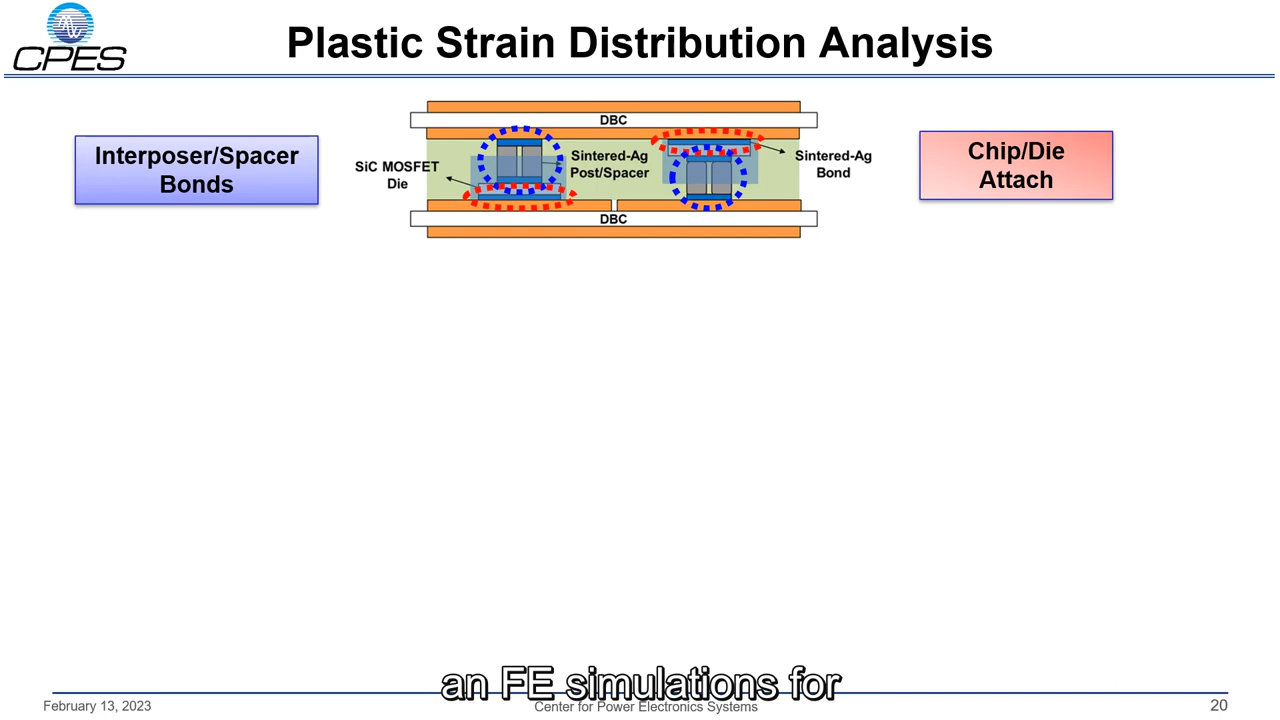 CPES
Plastic Strain Distribution Analysis
Interposer/Spacer
Bonds
DBC
SiC MOSFET
Die
Sintered-Ag
Post/Spacer
Sintered-Ag
Bond
DBC
Chip/Die
Attach
an FE simulations for
February 13, 2023
Center for Power Electronics Systems
20